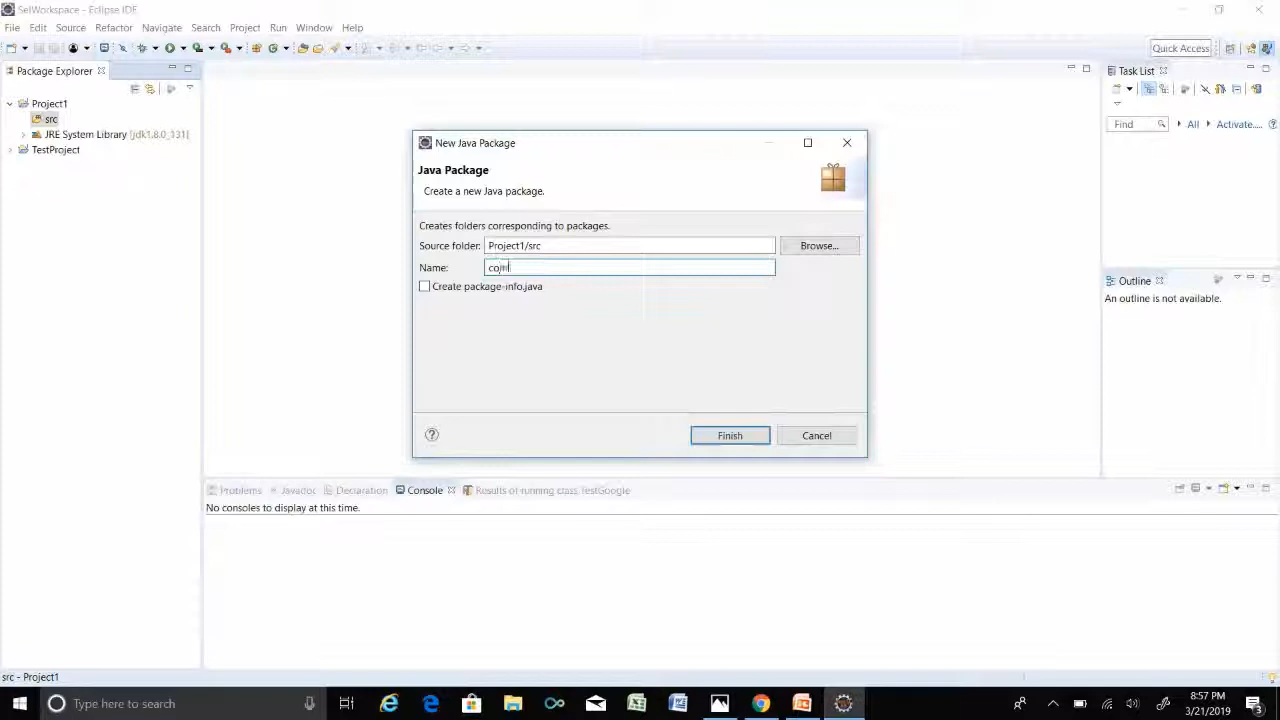 SelWorkspace - Eclipse IDE
File Edit Source Refactor Navigate Search Project Run Window Help
Quick Access
Package Explorer
Task List
Project1
src
JRE System Library [jdk1.8.0_131]
TestProject
Find All Activate...
New Java Package
Java Package
Create a new Java package.
Creates folders corresponding to packages.
Source folder: Project1/src Browse...
Name: com
Create package-info.java
Outline
An outline is not available.
? Finish Cancel
Problems Javadoc Declaration Console Results of running class TestGoogle
No consoles to display at this time.
src - Project1
Type here to search
8:57 PM
3/21/2019
3